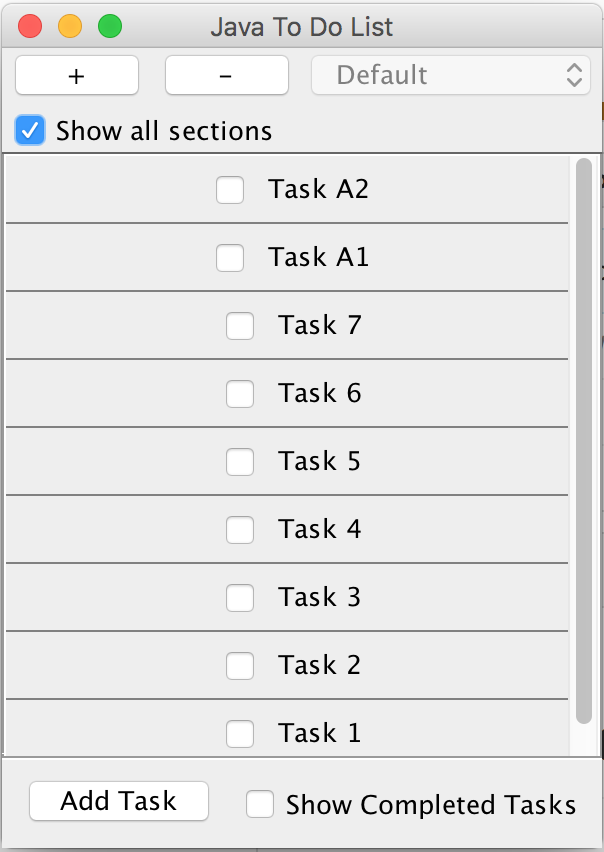 Java To Do List
+ - Default
Show all sections
Task A2
Task A1
Task 7
Task 6
Task 5
Task 4
Task 3
Task 2
Task 1
Add Task Show Completed Tasks